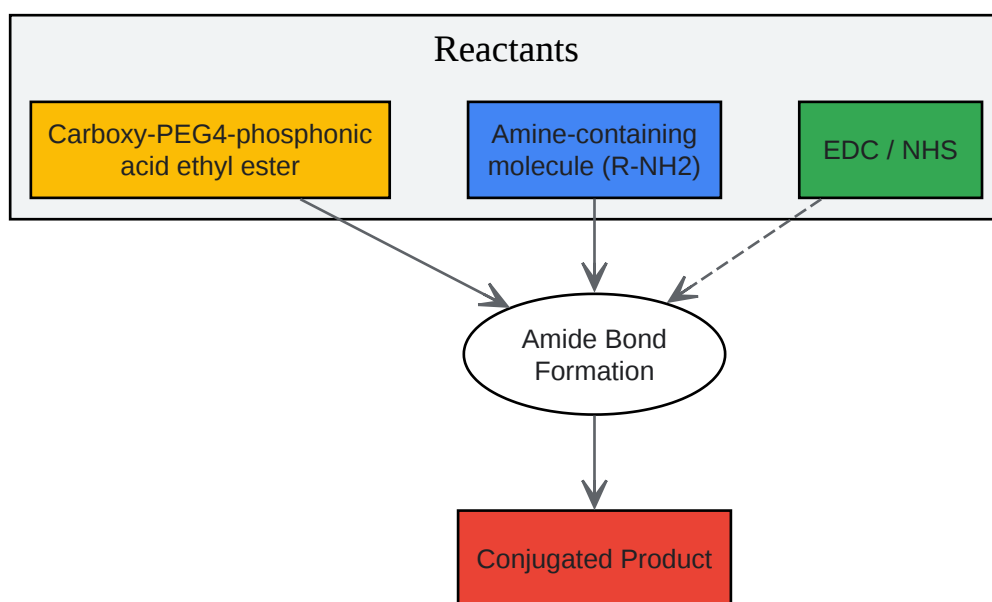 Reactants
Carboxy-PEG4-phosphonic
acid ethyl ester
Amine-containing
molecule (R-NH2)
EDC / NHS
Amide Bond
Formation
Conjugated Product